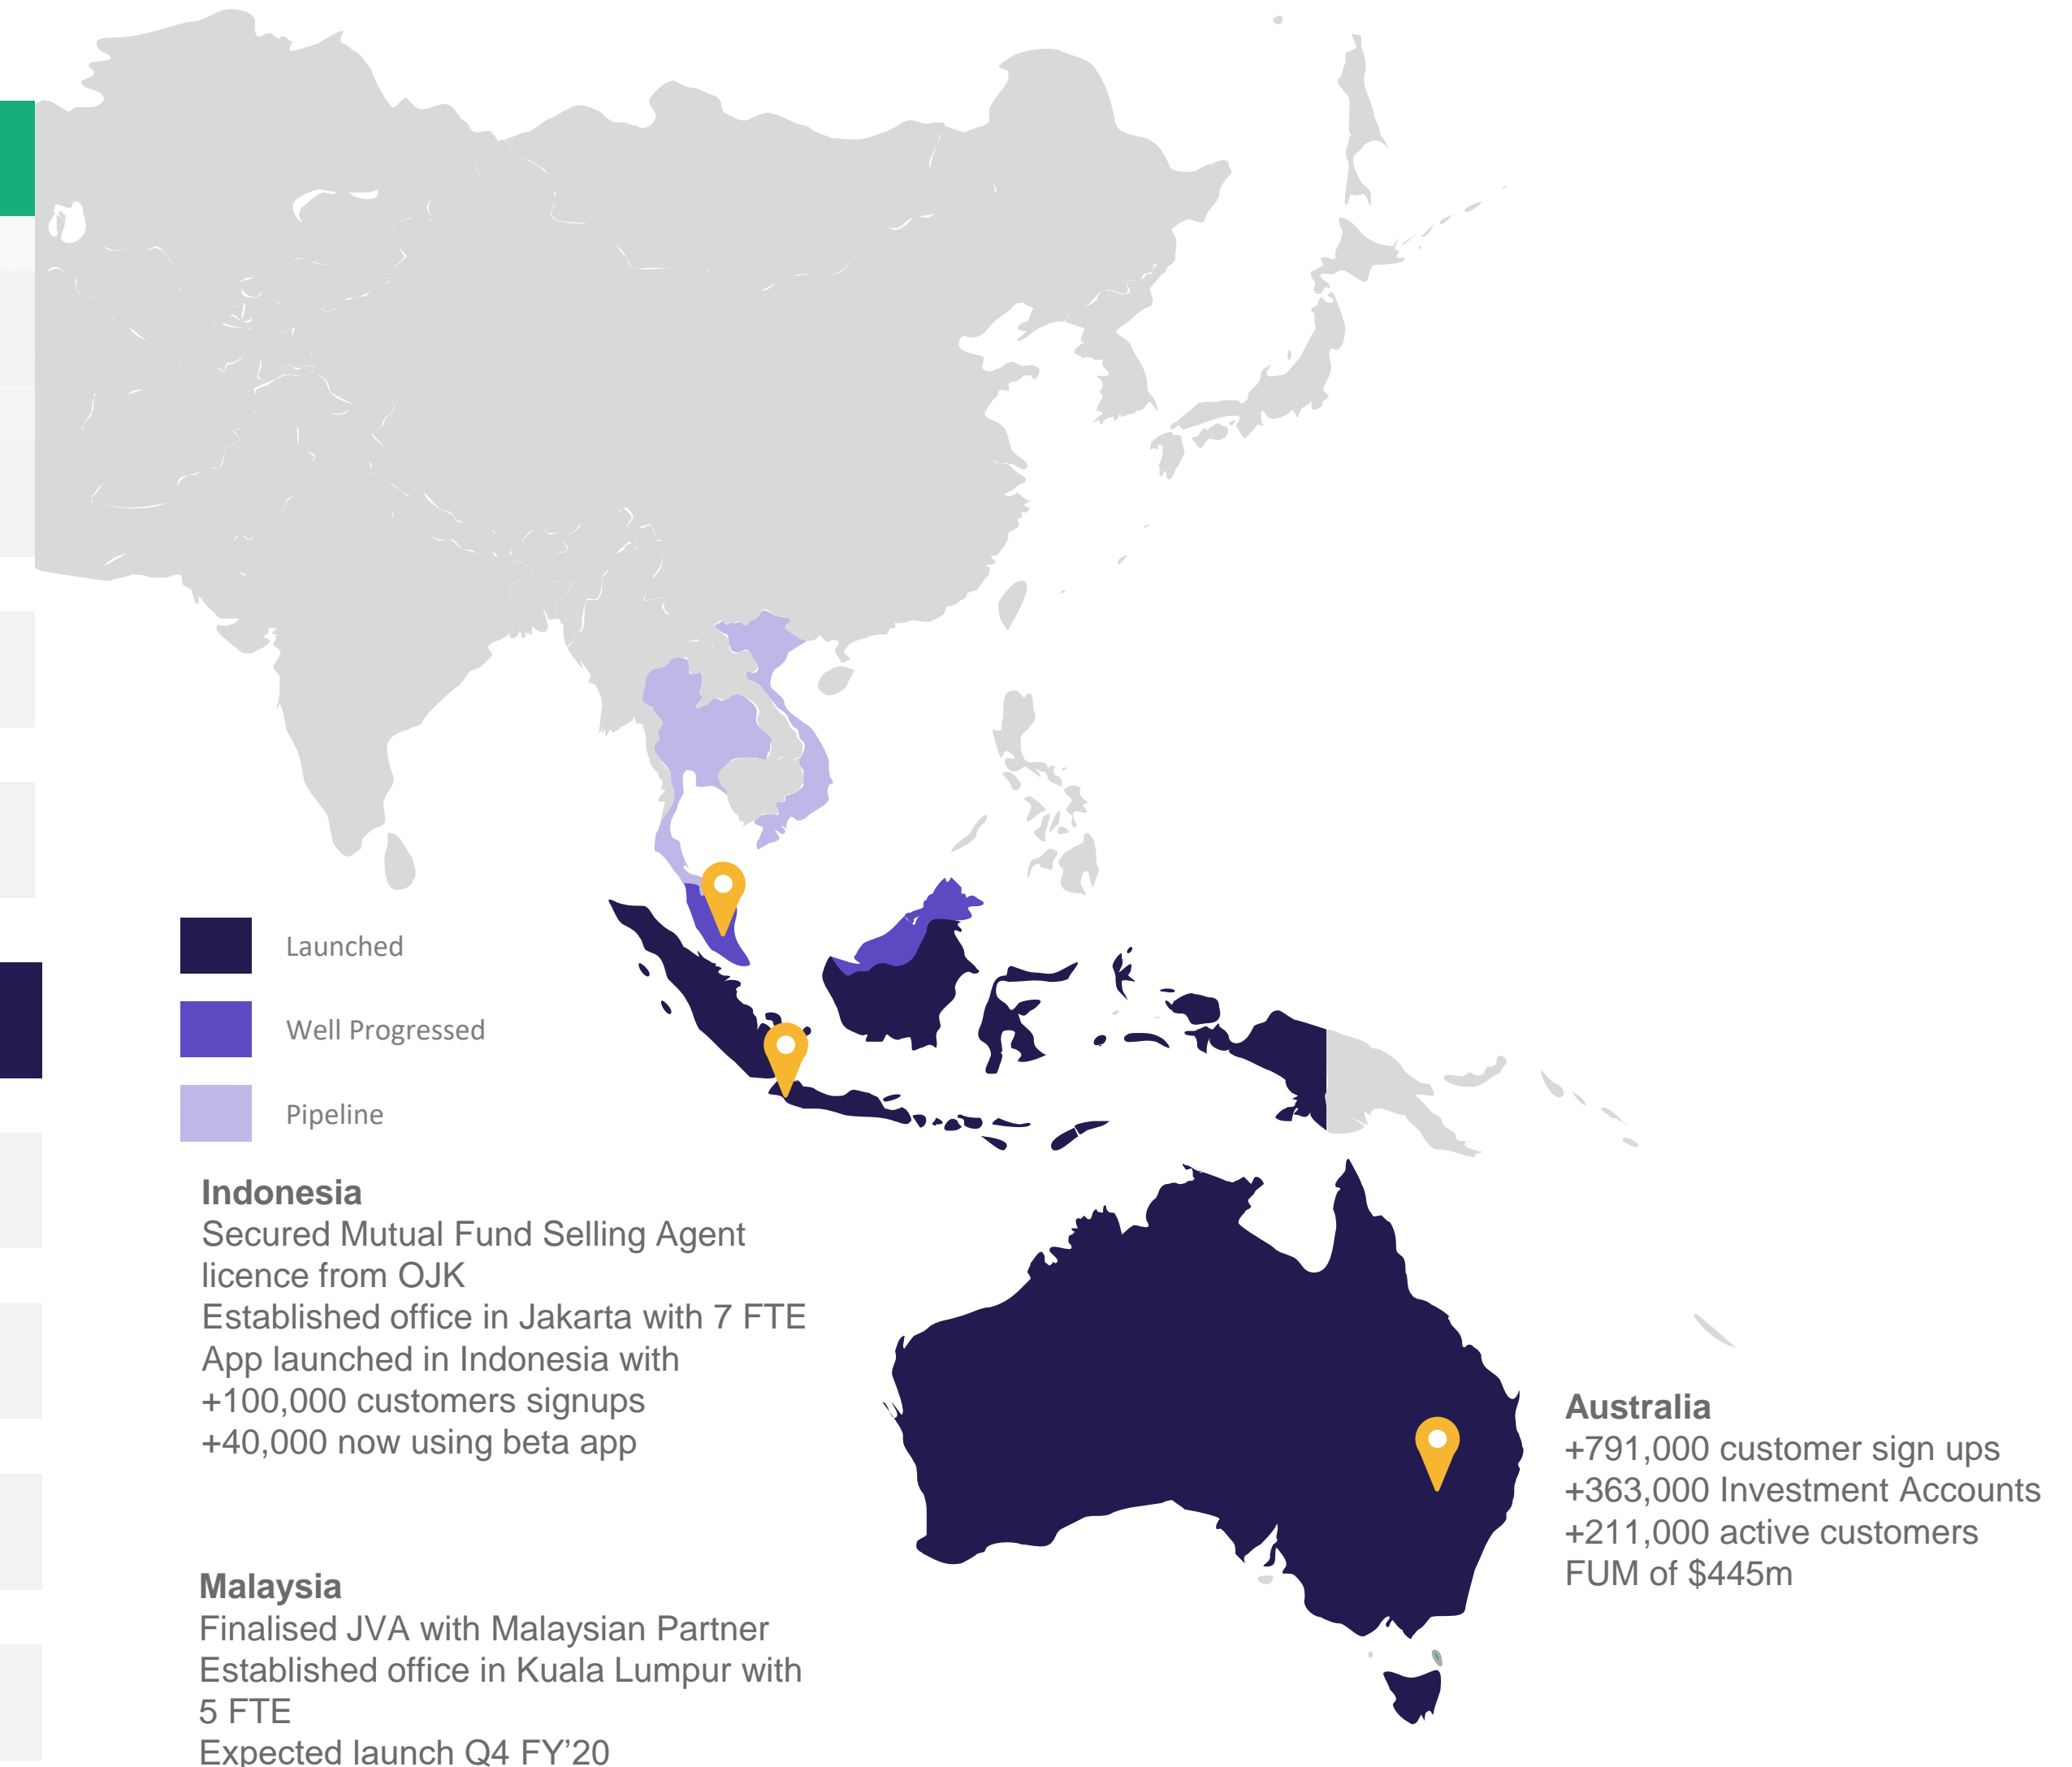 Launched
Well Progressed
Pipeline
Indonesia
Secured Mutual Fund Selling Agent
licence from OJK
Established office in Jakarta with 7 FTE
App launched in Indonesia with
+100,000 customers signups
+40,000 now using beta app
Australia
+791,000 customer sign ups
+363,000 Investment Accounts
+211,000 active customers
FUM of $445m
Malaysia
Finalised JVA with Malaysian Partner
Established office in Kuala Lumpur with
5 FTE
Expected launch Q4 FY’20